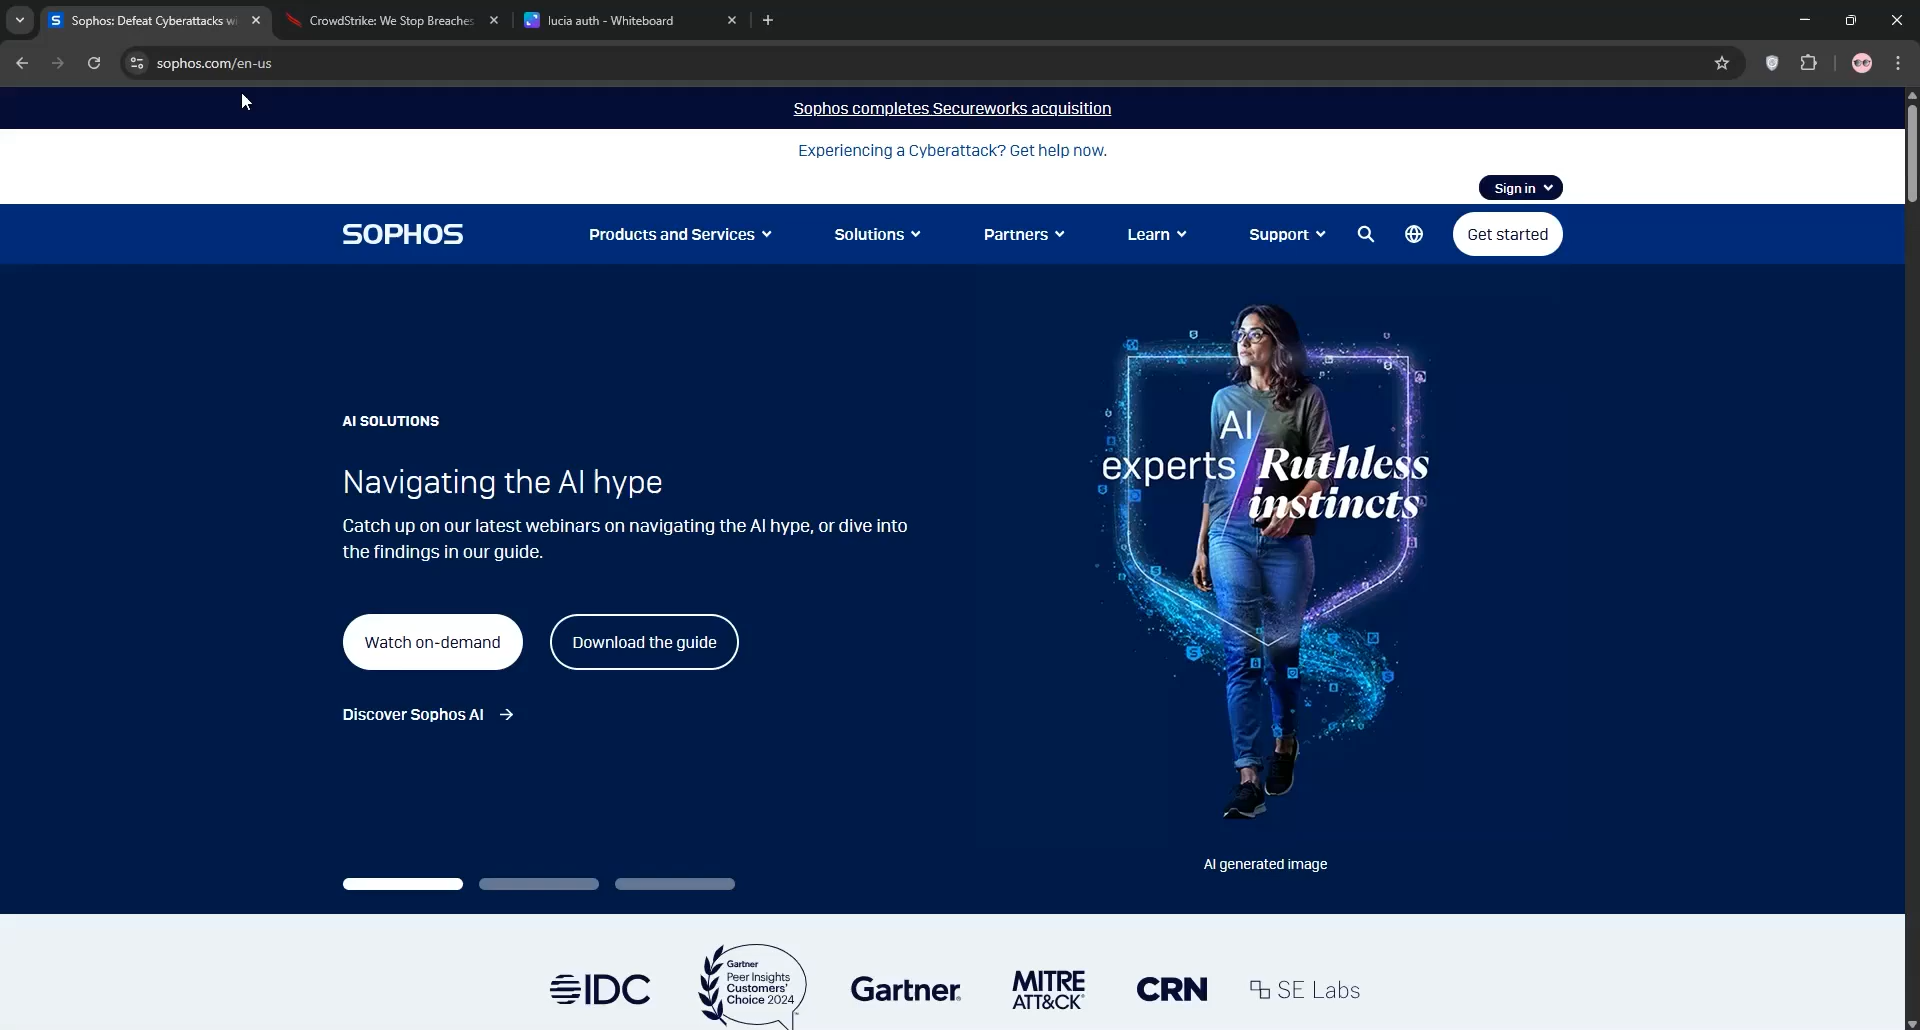 Sophos: Defeat Cyberattacks wi
CrowdStrike: We Stop Breaches
lucia auth - Whiteboard
sophos.com/en-us
Sophos completes Secureworks acquisition
Experiencing a Cyberattack? Get help now.
Sign in
SOPHOS
Products and Services
Solutions
Partners
Learn
Support
Get started
AI SOLUTIONS
Navigating the AI hype
Catch up on our latest webinars on navigating the AI hype, or dive into
the findings in our guide.
Watch on-demand
Download the guide
Discover Sophos AI
AI
experts
Ruthless
instincts
AI generated image
IDC
Gartner
Peer Insights
Customers'
Choice 2024
Gartner
MITRE
ATT&CK
CRN
SE Labs